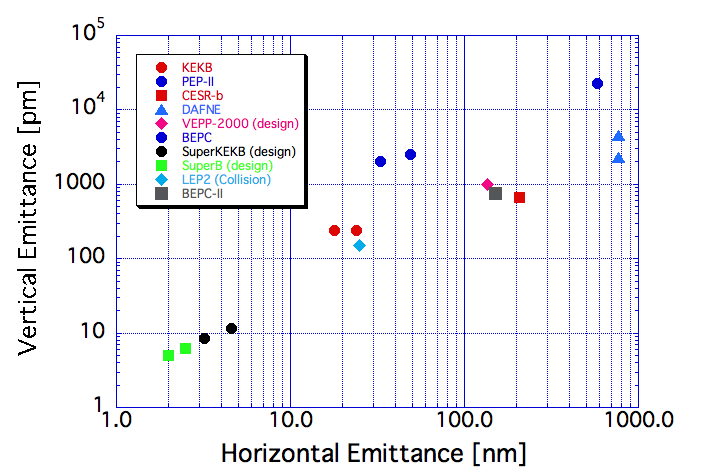 10^5
10^4
1000
100
10
1
Vertical Emittance [pm]
KEKB
PEP-II
CESR-b
DAFNE
VEPP-2000 (design)
BEPC
SuperKEKB (design)
SuperB (design)
LEP2 (Collision)
BEPC-II
1.0
10.0
100.0
1000.0
Horizontal Emittance [nm]